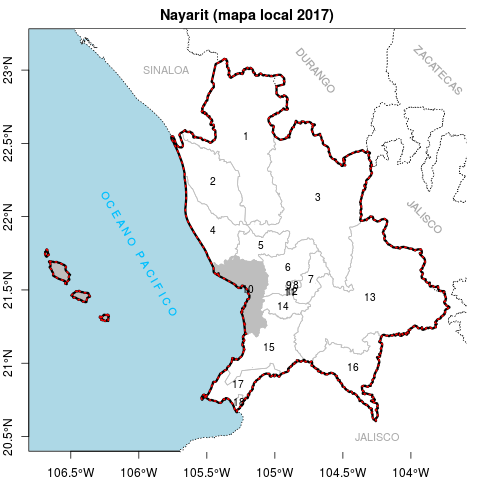 Nayarit (mapa local 2017)
SINALOA
DURANGO
ZACATECAS
JALISCO
JALISCO
OCEANO PACIFICO
1
2
3
4
5
6
7
9
8
12
10
13
14
15
16
17
18
23°N
22.5°N
22°N
21.5°N
21°N
20.5°N
106.5°W
106°W
105.5°W
105°W
104.5°W
104°W